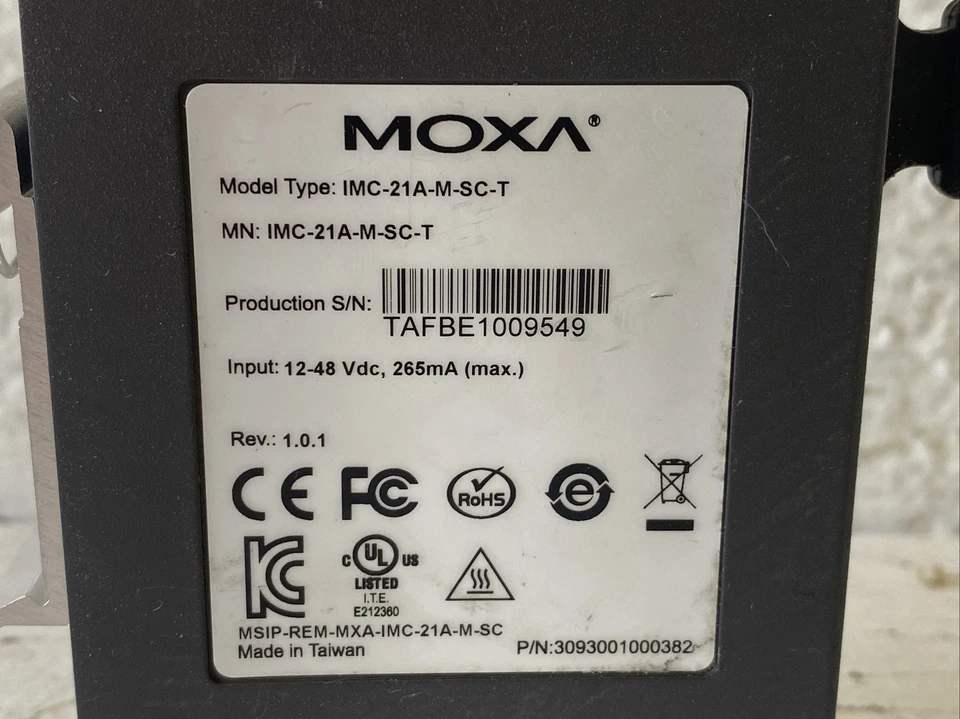 MOXA®
Model Type: IMC-21A-M-SC-T
MN: IMC-21A-M-SC-T
Production S/N:
TAFBE1009549
Input: 12-48 Vdc, 265mA (max.)
Rev.: 1.0.1
CE FC RoHS e
KC C UL US
LISTED
I.T.E.
E212360
MSIP-REM-MXA-IMC-21A-M-SC
Made in Taiwan P/N:3093001000382